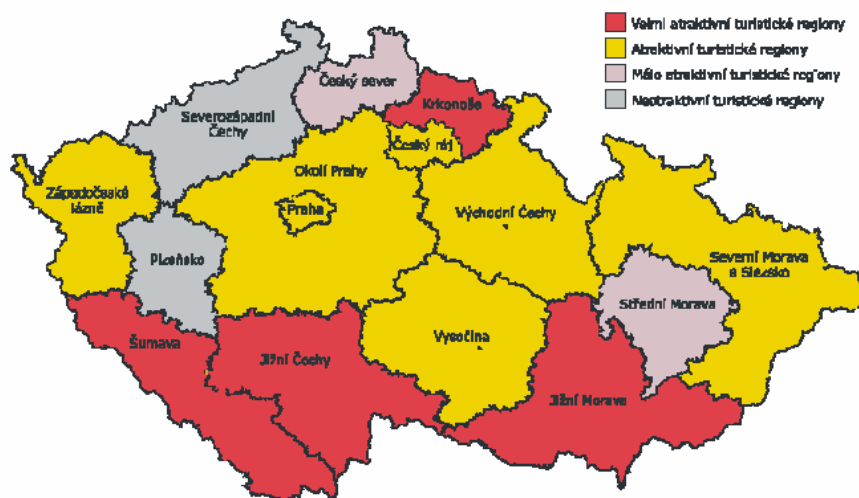 Velmi atraktivní turistické regiony
Atraktivní turistické regiony
Málo atraktivní turistické regiony
Neatraktivní turistické regiony
Český sever
Krkonoše
Severozápadní
Čechy
Český ráj
Okolí Prahy
Západočeské
lázně
Praha
Východní Čechy
Plzeňsko
Severní Morava
a Slezsko
Střední Morava
Šumava
Vysočina
Jižní Čechy
Jižní Morava